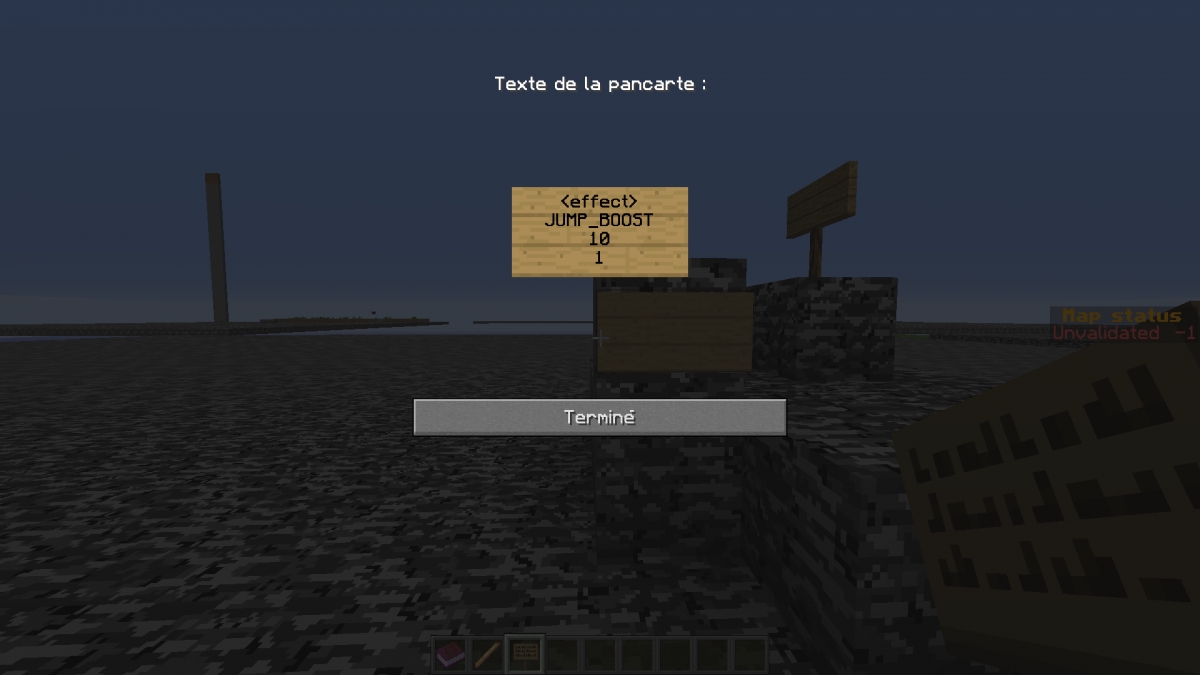 Texte de la pancarte :
<effect>
JUMP_BOOST
10
1
Map status
Unvalidated -1
Terminé